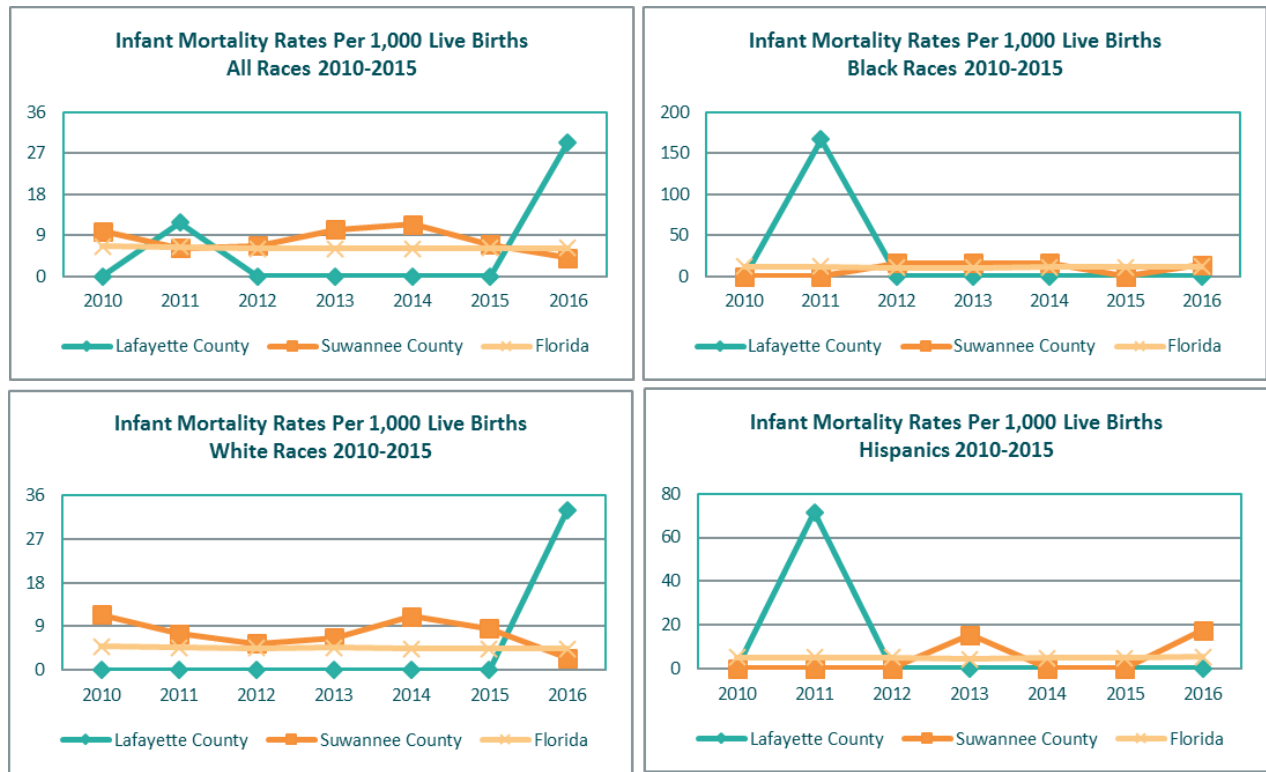 Infant Mortality Rates Per 1,000 Live Births
All Races 2010-2015
36
27
18
9
0
2010 2011 2012 2013 2014 2015 2016
Lafayette County Suwannee County Florida
Infant Mortality Rates Per 1,000 Live Births
Black Races 2010-2015
200
150
100
50
0
2010 2011 2012 2013 2014 2015 2016
Lafayette County Suwannee County Florida
Infant Mortality Rates Per 1,000 Live Births
White Races 2010-2015
36
27
18
9
0
2010 2011 2012 2013 2014 2015 2016
Lafayette County Suwannee County Florida
Infant Mortality Rates Per 1,000 Live Births
Hispanics 2010-2015
80
60
40
20
0
2010 2011 2012 2013 2014 2015 2016
Lafayette County Suwannee County Florida